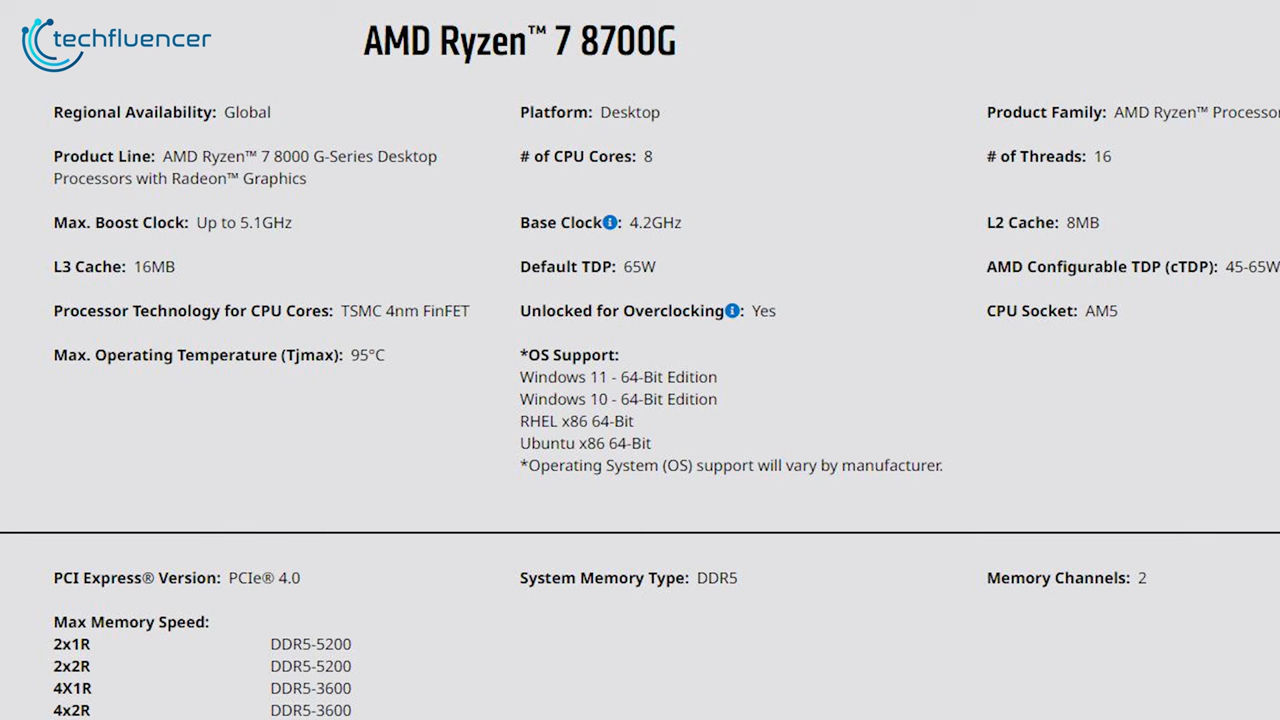 techfluencer
AMD Ryzen™ 7 8700G
Regional Availability: Global
Platform: Desktop
Product Family: AMD Ryzen™ Processo
Product Line: AMD Ryzen™ 7 8000 G-Series Desktop
Processors with Radeon™ Graphics
# of CPU Cores: 8
# of Threads: 16
Max. Boost Clock: Up to 5.1GHz
Base Clock: 4.2GHz
L2 Cache: 8MB
L3 Cache: 16MB
Default TDP: 65W
AMD Configurable TDP (cTDP): 45-65W
Processor Technology for CPU Cores: TSMC 4nm FinFET
Unlocked for Overclocking: Yes
CPU Socket: AM5
Max. Operating Temperature (Tjmax): 95°C
*OS Support:
Windows 11 - 64-Bit Edition
Windows 10 - 64-Bit Edition
RHEL x86 64-Bit
Ubuntu x86 64-Bit
*Operating System (OS) support will vary by manufacturer.
PCI Express® Version: PCIe® 4.0
System Memory Type: DDR5
Memory Channels: 2
Max Memory Speed:
2x1R DDR5-5200
2x2R DDR5-5200
4X1R DDR5-3600
4x2R DDR5-3600